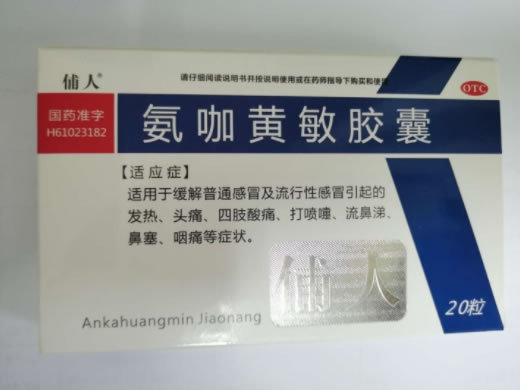 倕人®
请仔细阅读说明书并按说明使用或在药师指导下购买和使用
OTC
国药准字
H61023182
氨咖黄敏胶囊
【适应症】
适用于缓解普通感冒及流行性感冒引起的
发热、头痛、四肢酸痛、打喷嚏、流鼻涕、
鼻塞、咽痛等症状。
Ankahuangmin Jiaonang
20粒